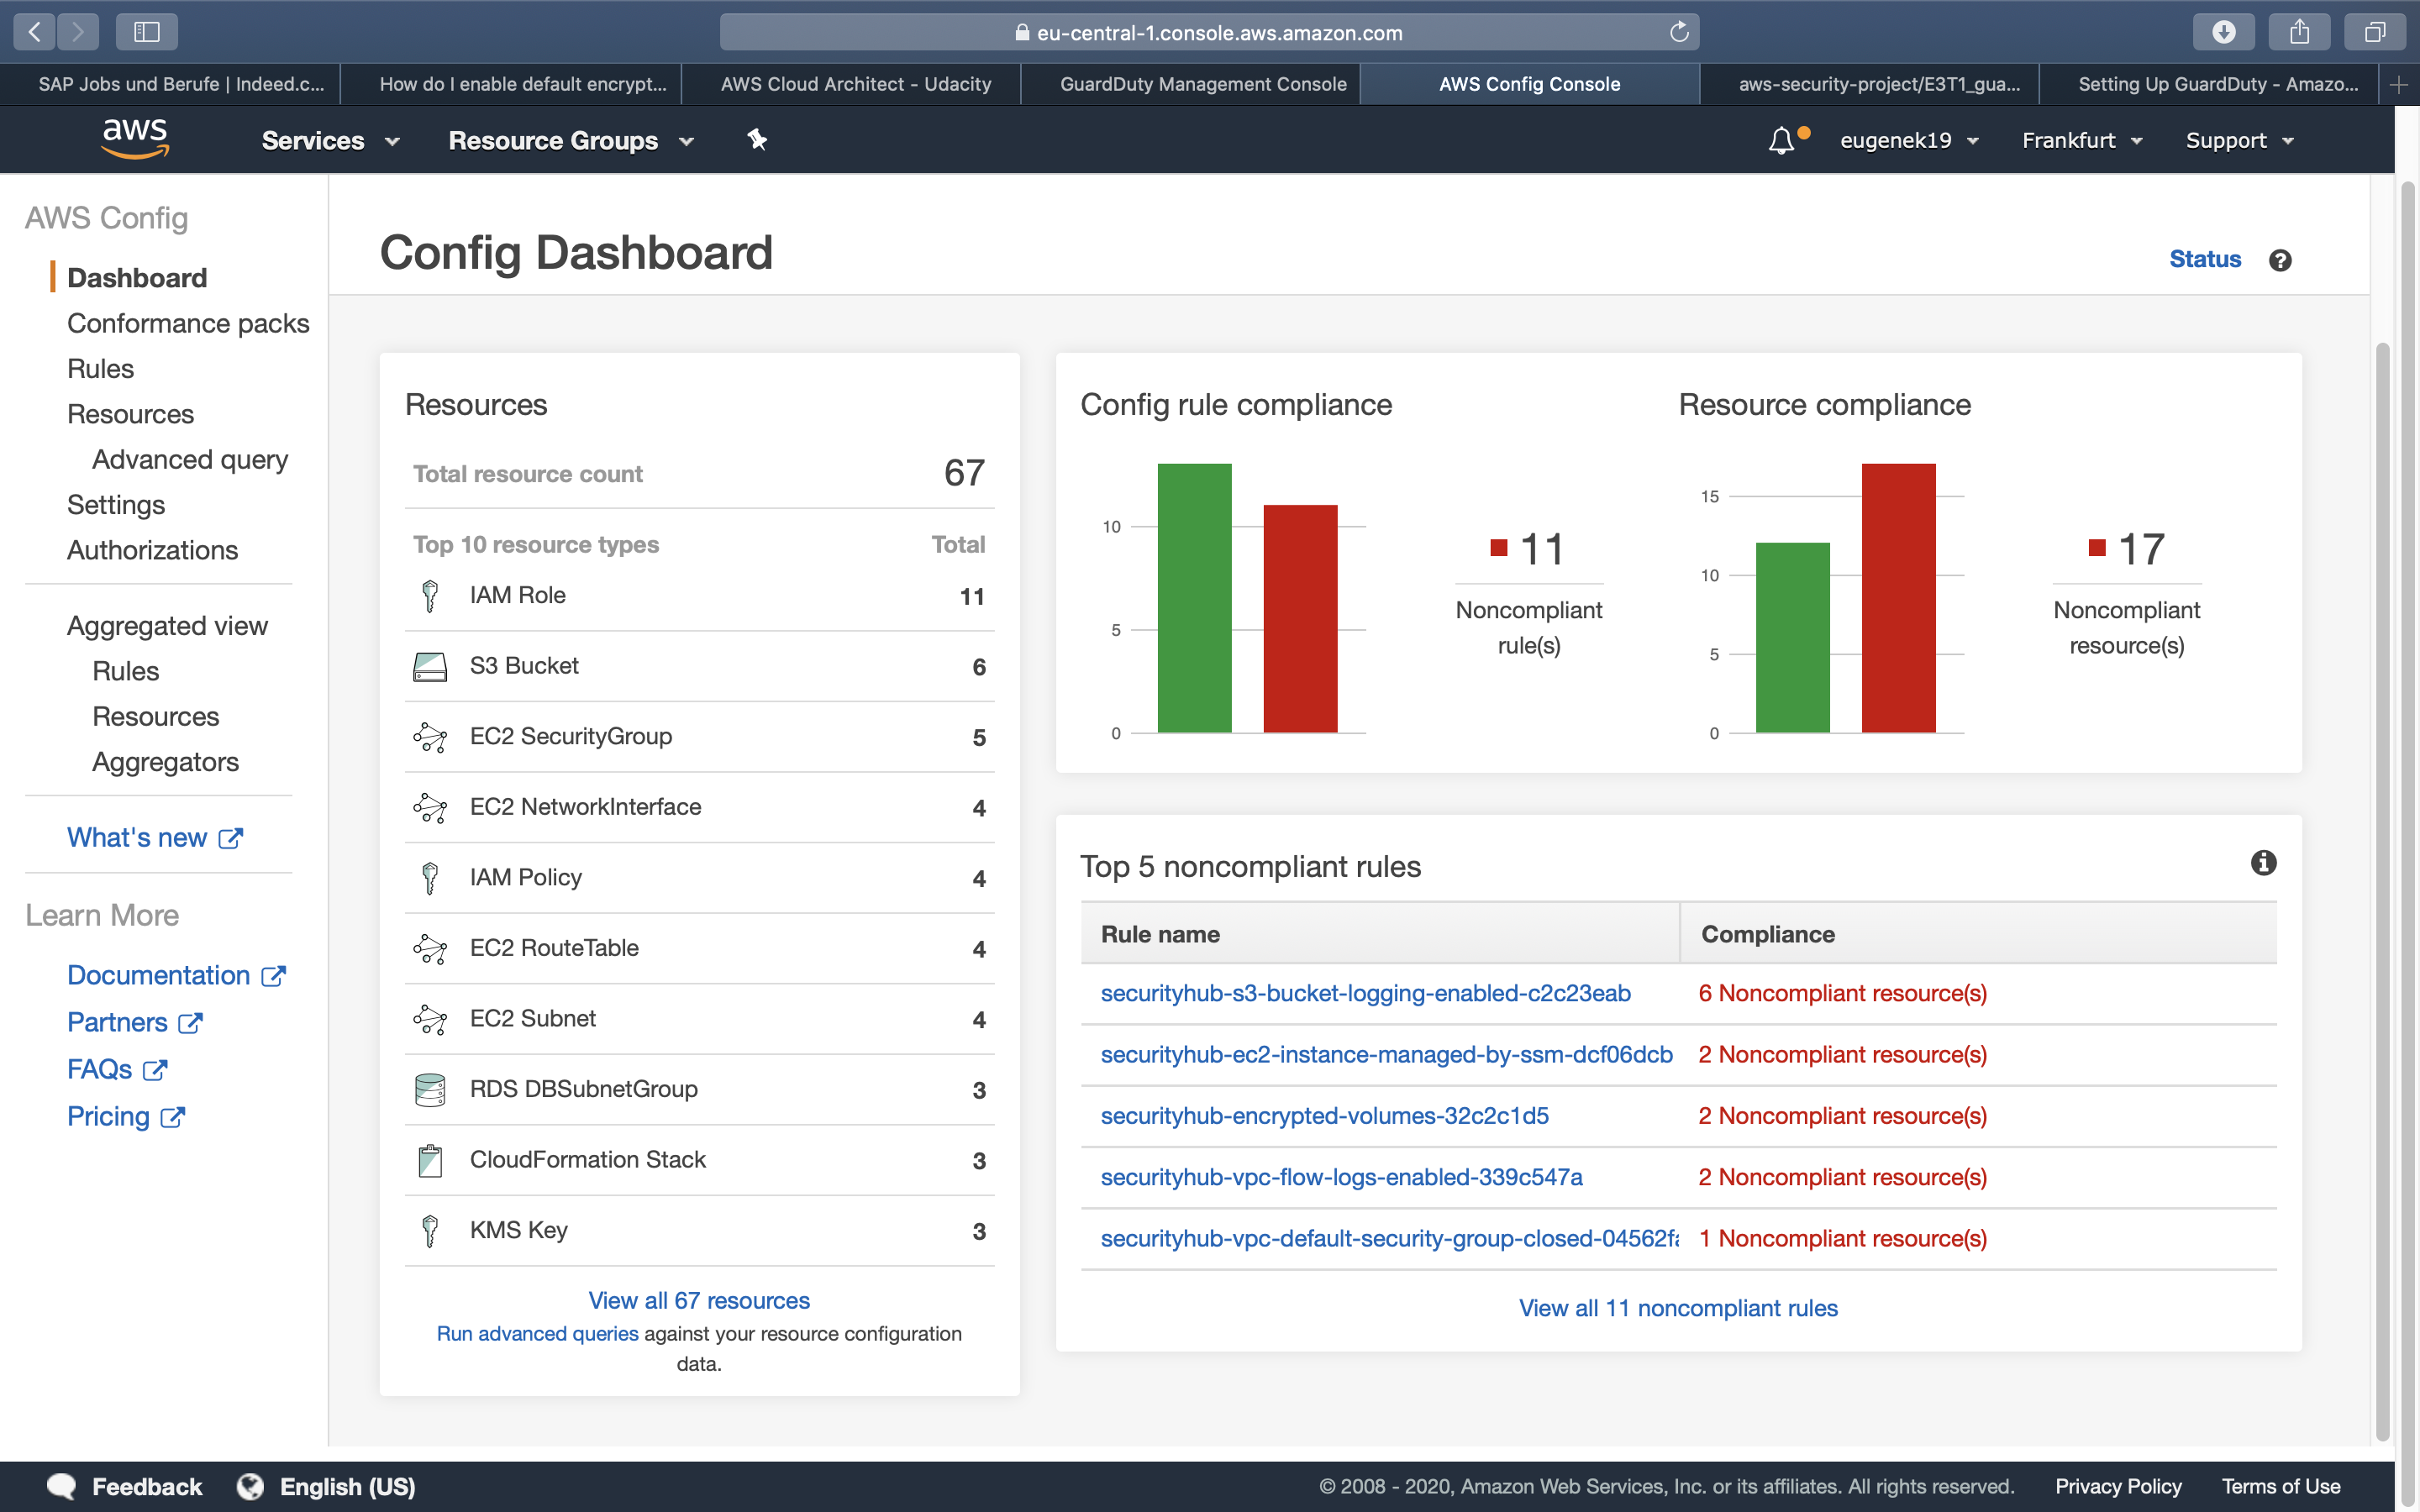 eu-central-1.console.aws.amazon.com
SAP Jobs und Berufe | Indeed.c...
How do I enable default encrypt...
AWS Cloud Architect - Udacity
GuardDuty Management Console
AWS Config Console
aws-security-project/E3T1_gua...
Setting Up GuardDuty - Amazo...
aws
Services
Resource Groups
eugenek19
Frankfurt
Support
AWS Config
Dashboard
Conformance packs
Rules
Resources
Advanced query
Settings
Authorizations
Aggregated view
Rules
Resources
Aggregators
What's new
Learn More
Documentation
Partners
FAQs
Pricing
Config Dashboard
Status
Resources
Total resource count 67
Top 10 resource types Total
IAM Role 11
S3 Bucket 6
EC2 SecurityGroup 5
EC2 NetworkInterface 4
IAM Policy 4
EC2 RouteTable 4
EC2 Subnet 4
RDS DBSubnetGroup 3
CloudFormation Stack 3
KMS Key 3
View all 67 resources
Run advanced queries against your resource configuration
data.
Config rule compliance
10
5
0
11
Noncompliant
rule(s)
Resource compliance
15
10
5
0
17
Noncompliant
resource(s)
Top 5 noncompliant rules
Rule name Compliance
securityhub-s3-bucket-logging-enabled-c2c23eab 6 Noncompliant resource(s)
securityhub-ec2-instance-managed-by-ssm-dcf06dcb 2 Noncompliant resource(s)
securityhub-encrypted-volumes-32c2c1d5 2 Noncompliant resource(s)
securityhub-vpc-flow-logs-enabled-339c547a 2 Noncompliant resource(s)
securityhub-vpc-default-security-group-closed-04562fa 1 Noncompliant resource(s)
View all 11 noncompliant rules
Feedback
English (US)
© 2008 - 2020, Amazon Web Services, Inc. or its affiliates. All rights reserved.
Privacy Policy
Terms of Use